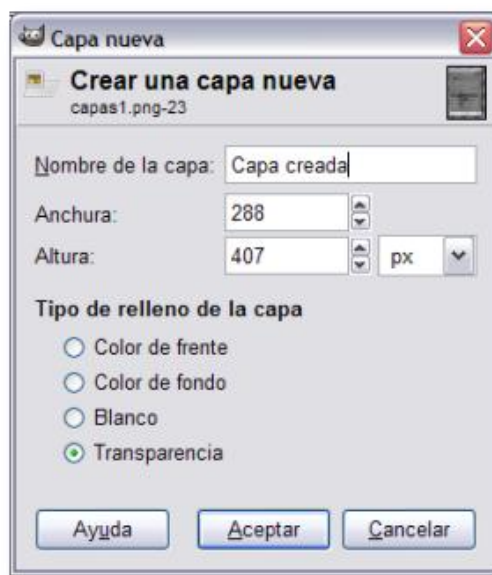 Capa nueva
Crear una capa nueva
capas1.png-23
Nombre de la capa: Capa creada
Anchura: 288
Altura: 407 px
Tipo de relleno de la capa
Color de frente
Color de fondo
Blanco
Transparencia
Ayuda Aceptar Cancelar